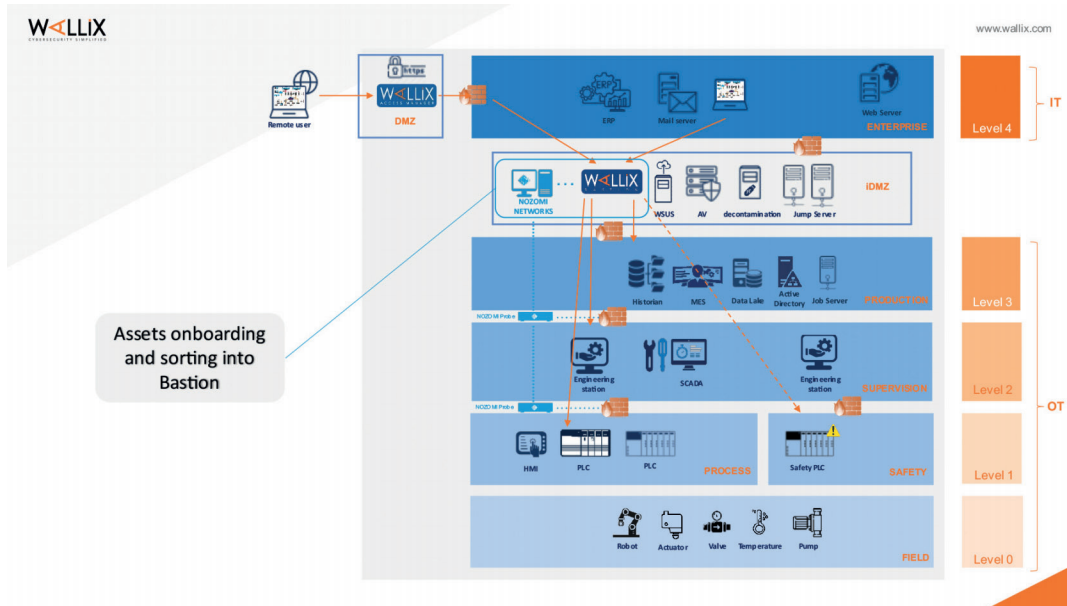 WALLIX
CYBERSECURITY SIMPLIFIED
www.wallix.com
https
WALLIX
ACCESS MANAGER
DMZ
Remote user
ERP
ERP
Mail server
Web Server
ENTERPRISE
Level 4
IT
NOZOMI
NETWORKS
WALLIX
WSUS
AV
decontamination
Jump Server
iDMZ
Historian
MES
Data Lake
Active
Directory
Job Server
PRODUCTION
Level 3
NOZOMI Probe
Assets onboarding
and sorting into
Bastion
Engineering
station
SCADA
Engineering
station
SUPERVISION
Level 2
NOZOMI Probe
OT
HMI
PLC
PLC
PROCESS
Safety PLC
SAFETY
Level 1
Robot
Actuator
Valve
Temperature
Pump
FIELD
Level 0